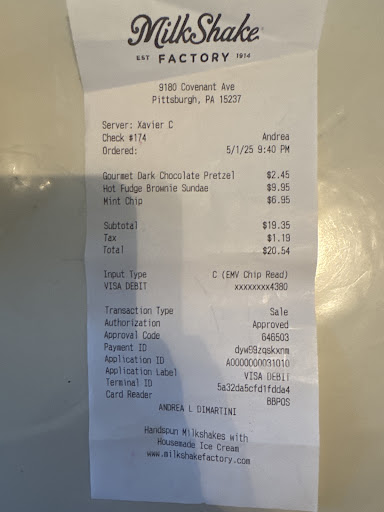 MilkShake
EST FACTORY 1914
9180 Covenant Ave
Pittsburgh, PA 15237
Server: Xavier C
Check #174 Andrea
Ordered: 5/1/25 9:40 PM
Gourmet Dark Chocolate Pretzel $2.45
Hot Fudge Brownie Sundae $9.95
Mint Chip $6.95
Subtotal $19.35
Tax $1.19
Total $20.54
Input Type C (EMV Chip Read)
VISA DEBIT xxxxxxxx4380
Transaction Type Sale
Authorization Approved
Approval Code 646503
Payment ID dyw99zqskxnm
Application ID A0000000031010
Application Label VISA DEBIT
Terminal ID 5a32da5cfd1fdda4
Card Reader BBPOS
ANDREA L DIMARTINI
Handspun Milkshakes with
Housemade Ice Cream
www.milkshakefactory.com